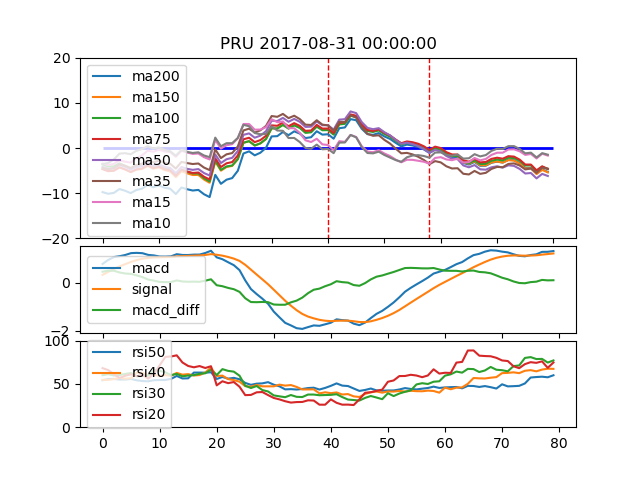 PRU 2017-08-31 00:00:00
20
10
0
−10
−20
ma200
ma150
ma100
ma75
ma50
ma35
ma15
ma10
0
−2
macd
signal
macd_diff
100
50
0
rsi50
rsi40
rsi30
rsi20
0 10 20 30 40 50 60 70 80